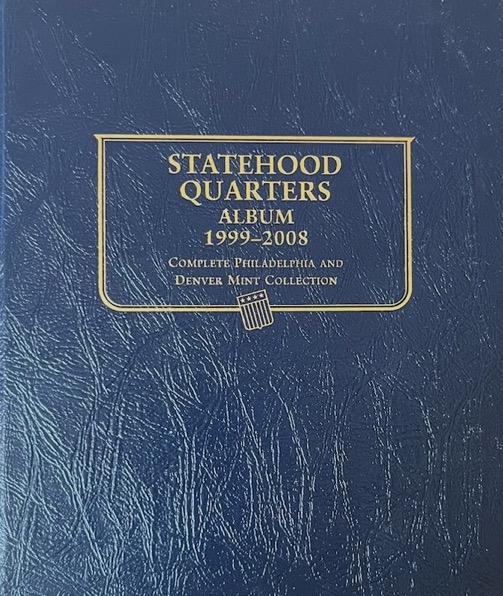 STATEHOOD
QUARTERS
ALBUM
1999–2008
COMPLETE PHILADELPHIA AND
DENVER MINT COLLECTION